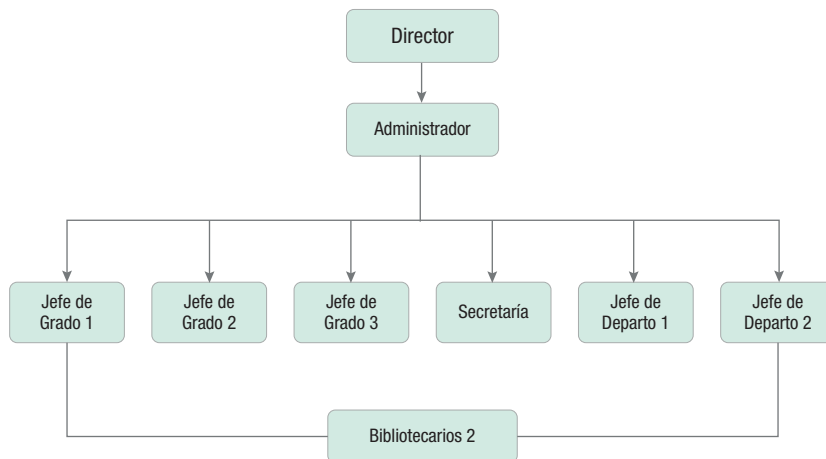 Director
Administrador
Jefe de
Grado 1
Jefe de
Grado 2
Jefe de
Grado 3
Secretaría
Jefe de
Departo 1
Jefe de
Departo 2
Bibliotecarios 2